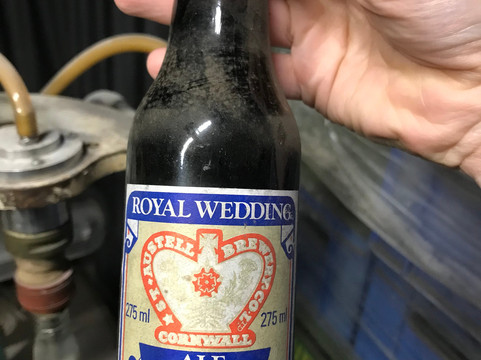 ROYAL WEDDING
ST. AUSTELL BREWERY CO. LTD.
275 ml
275 ml
CORNWALL
ALE